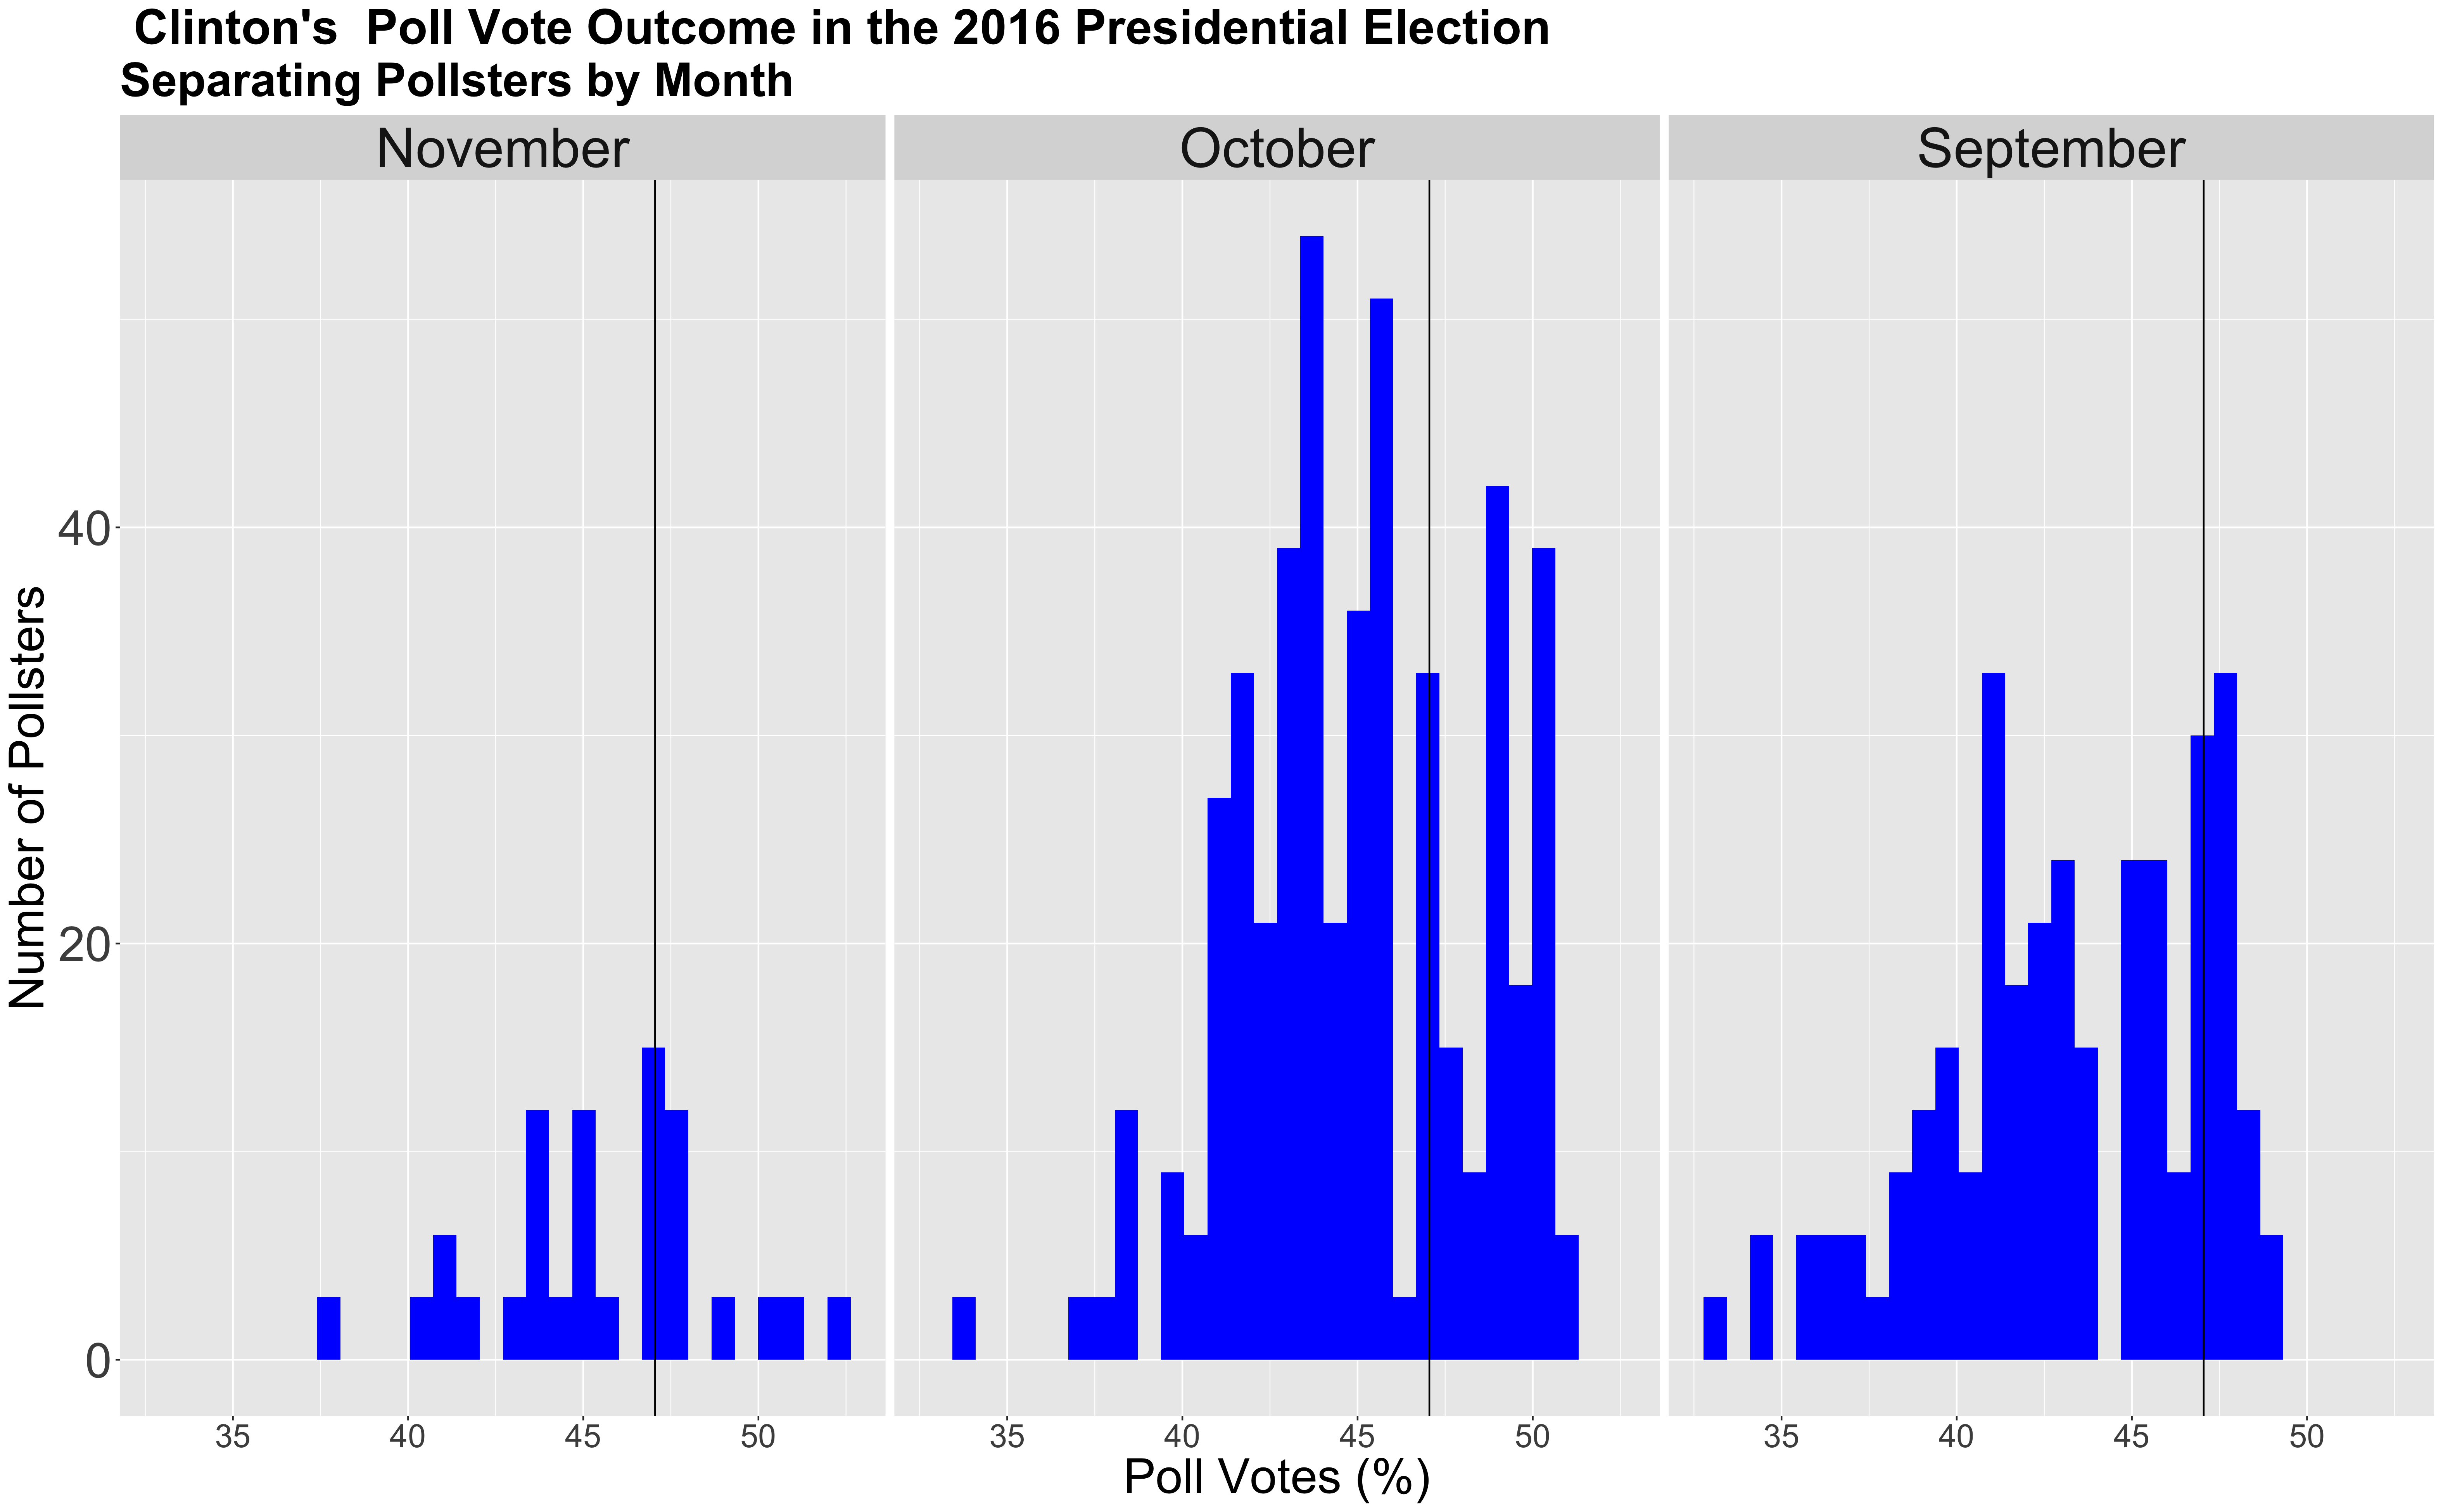 Clinton's  Poll Vote Outcome in the 2016 Presidential Election
Separating Pollsters by Month
November
October
September
Number of Pollsters
40
20
0
35 40 45 50
35 40 45 50
35 40 45 50
Poll Votes (%)